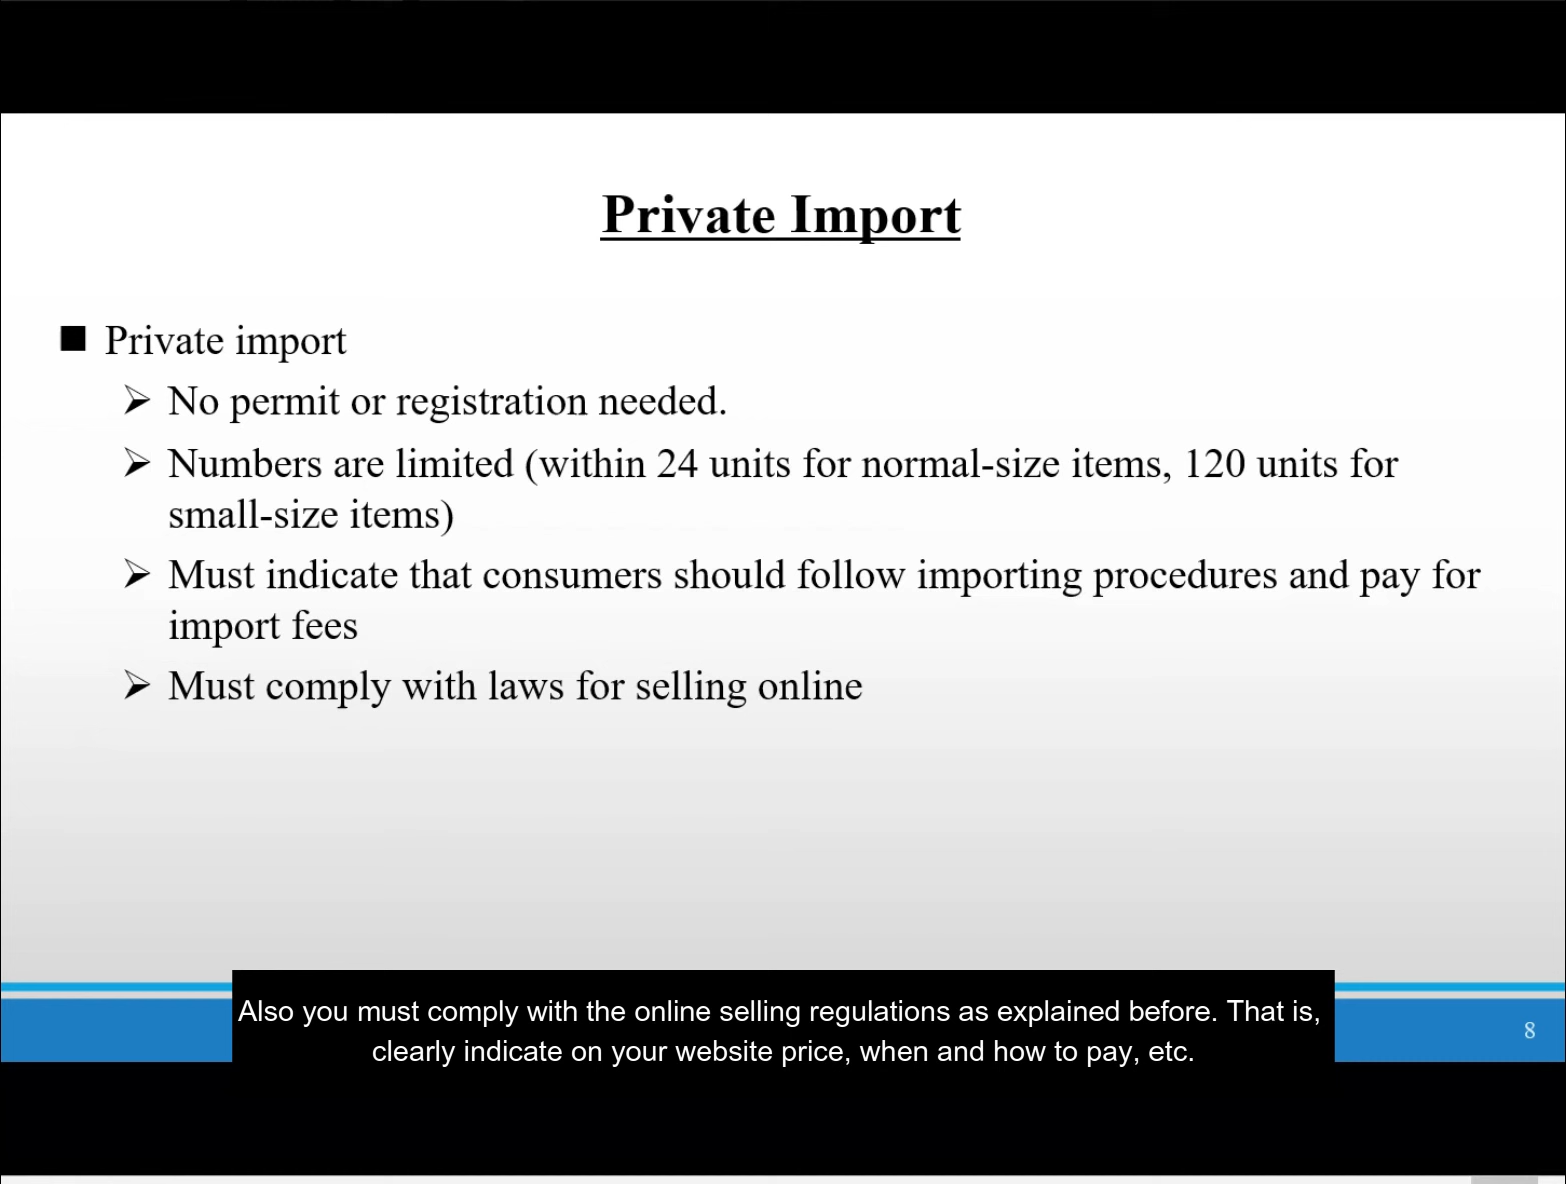 Private Import
■ Private import
➢ No permit or registration needed.
➢ Numbers are limited (within 24 units for normal-size items, 120 units for
small-size items)
➢ Must indicate that consumers should follow importing procedures and pay for
import fees
➢ Must comply with laws for selling online
Also you must comply with the online selling regulations as explained before. That is,
clearly indicate on your website price, when and how to pay, etc.
8